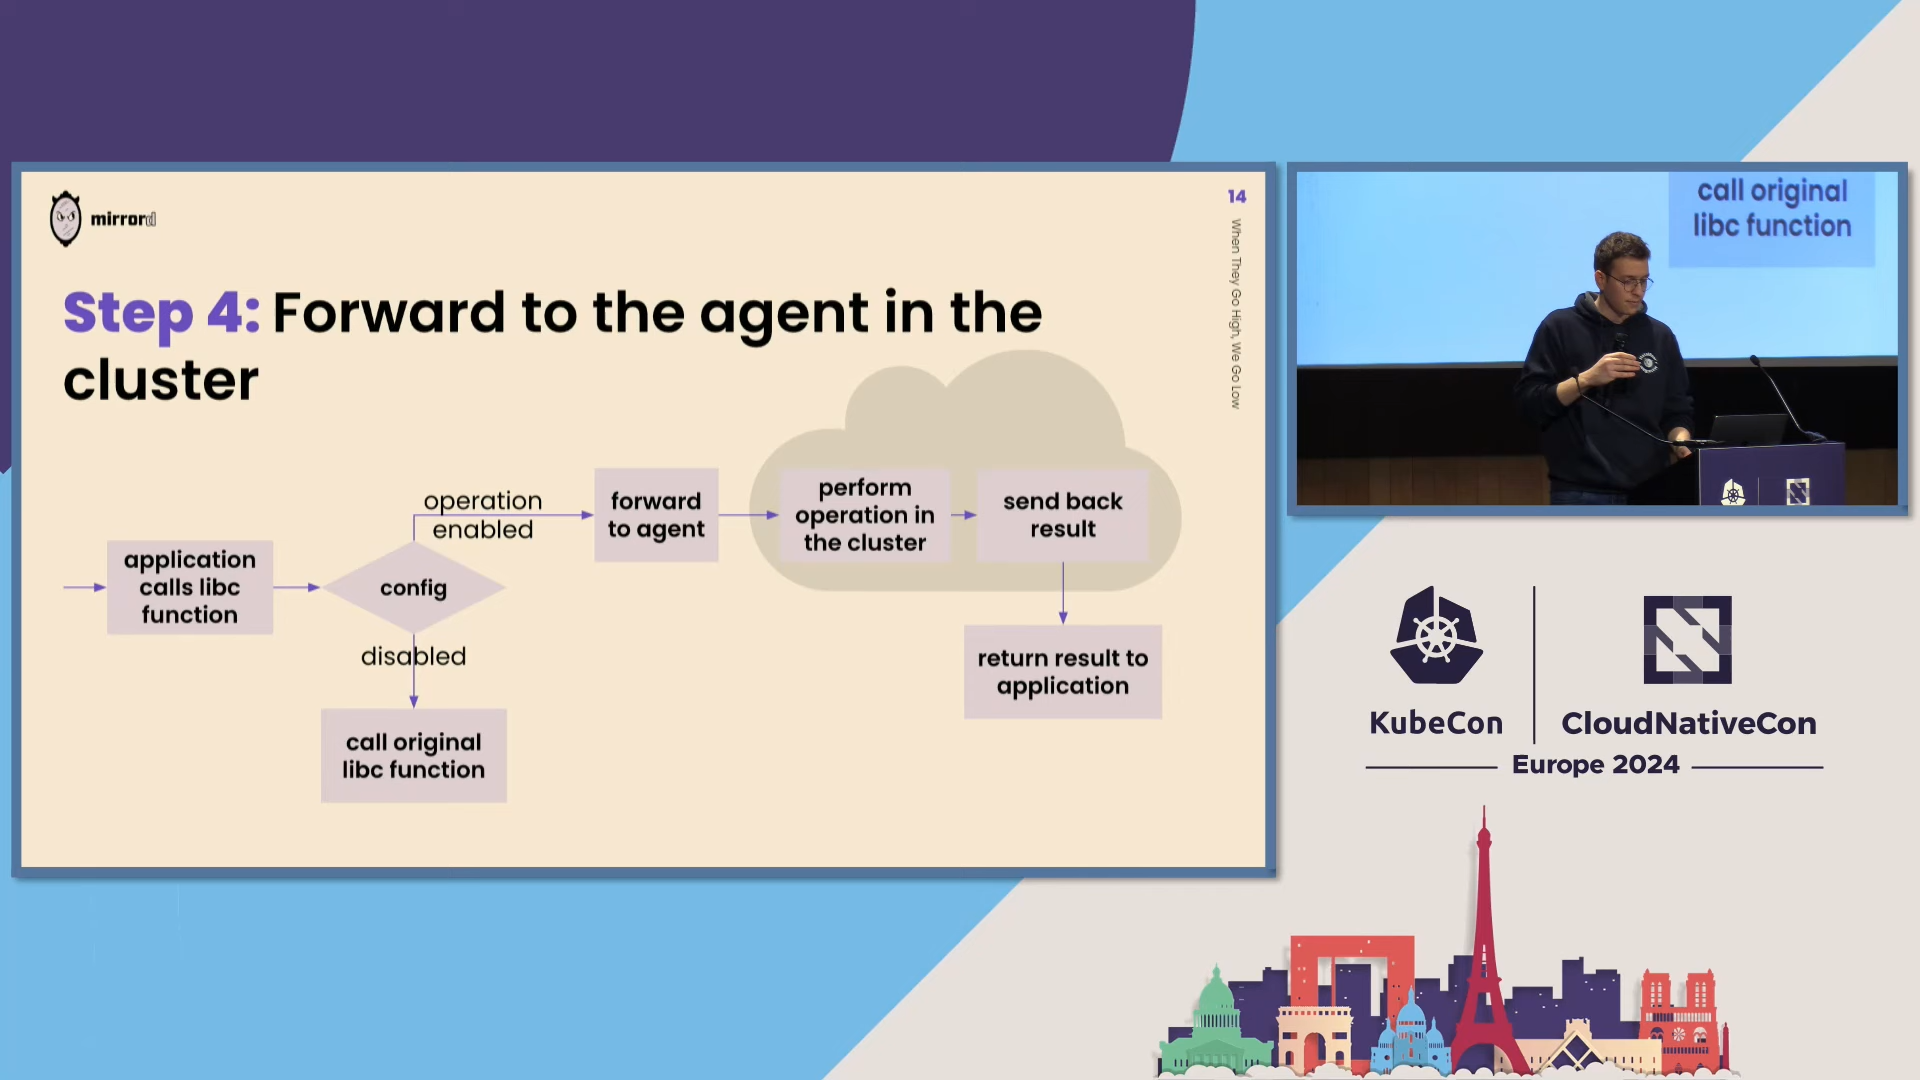 mirrord
14
When They Go High, We Go Low
Step 4: Forward to the agent in the
cluster
operation
enabled
forward
to agent
perform
operation in
the cluster
send back
result
application
calls libc
function
config
disabled
return result to
application
call original
libc function
call original
libc function
KubeCon
CloudNativeCon
Europe 2024